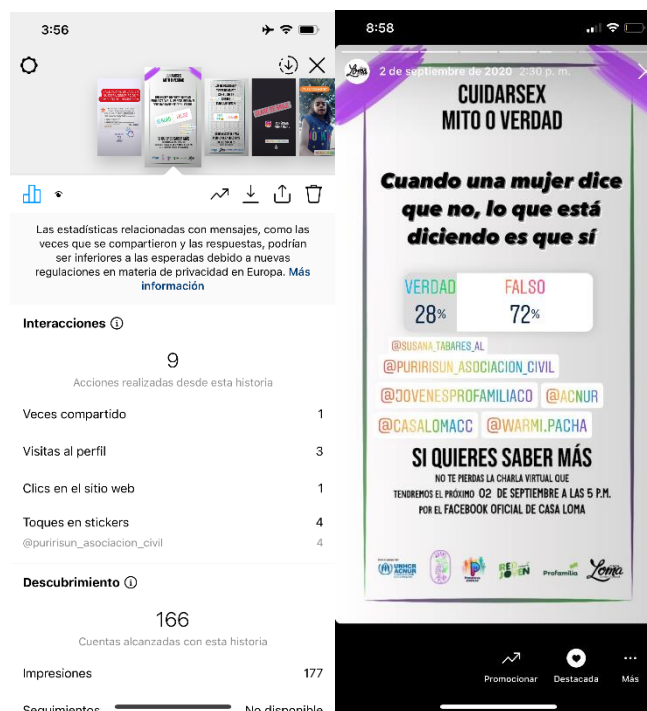 3:56
Las estadísticas relacionadas con mensajes, como las
veces que se compartieron y las respuestas, podrían
ser inferiores a las esperadas debido a nuevas
regulaciones en materia de privacidad en Europa. Más
información
Interacciones
9
Acciones realizadas desde esta historia
Veces compartido 1
Visitas al perfil 3
Clics en el sitio web 1
Toques en stickers 4
@puririsun_asociacion_civil 4
Descubrimiento
166
Cuentas alcanzadas con esta historia
Impresiones 177
Seguimientos No disponible
8:58
Loma 2 de septiembre de 2020 2:30 p. m.
CUIDARSEX
MITO O VERDAD
Cuando una mujer dice
que no, lo que está
diciendo es que sí
VERDAD FALSO
28% 72%
@SUSANA_TABARES_AL
@PURIRISUN_ASOCIACION_CIVIL
@JOVENESPROFAMILIACO @ACNUR
@CASALOMACC @WARMI.PACHA
SI QUIERES SABER MÁS
NO TE PIERDAS LA CHARLA VIRTUAL QUE
TENDREMOS EL PRÓXIMO 02 DE SEPTIEMBRE A LAS 5 P.M.
POR EL FACEBOOK OFICIAL DE CASA LOMA
UNHCR
ACNUR
Profamilia
Loma
Promocionar Destacada Más